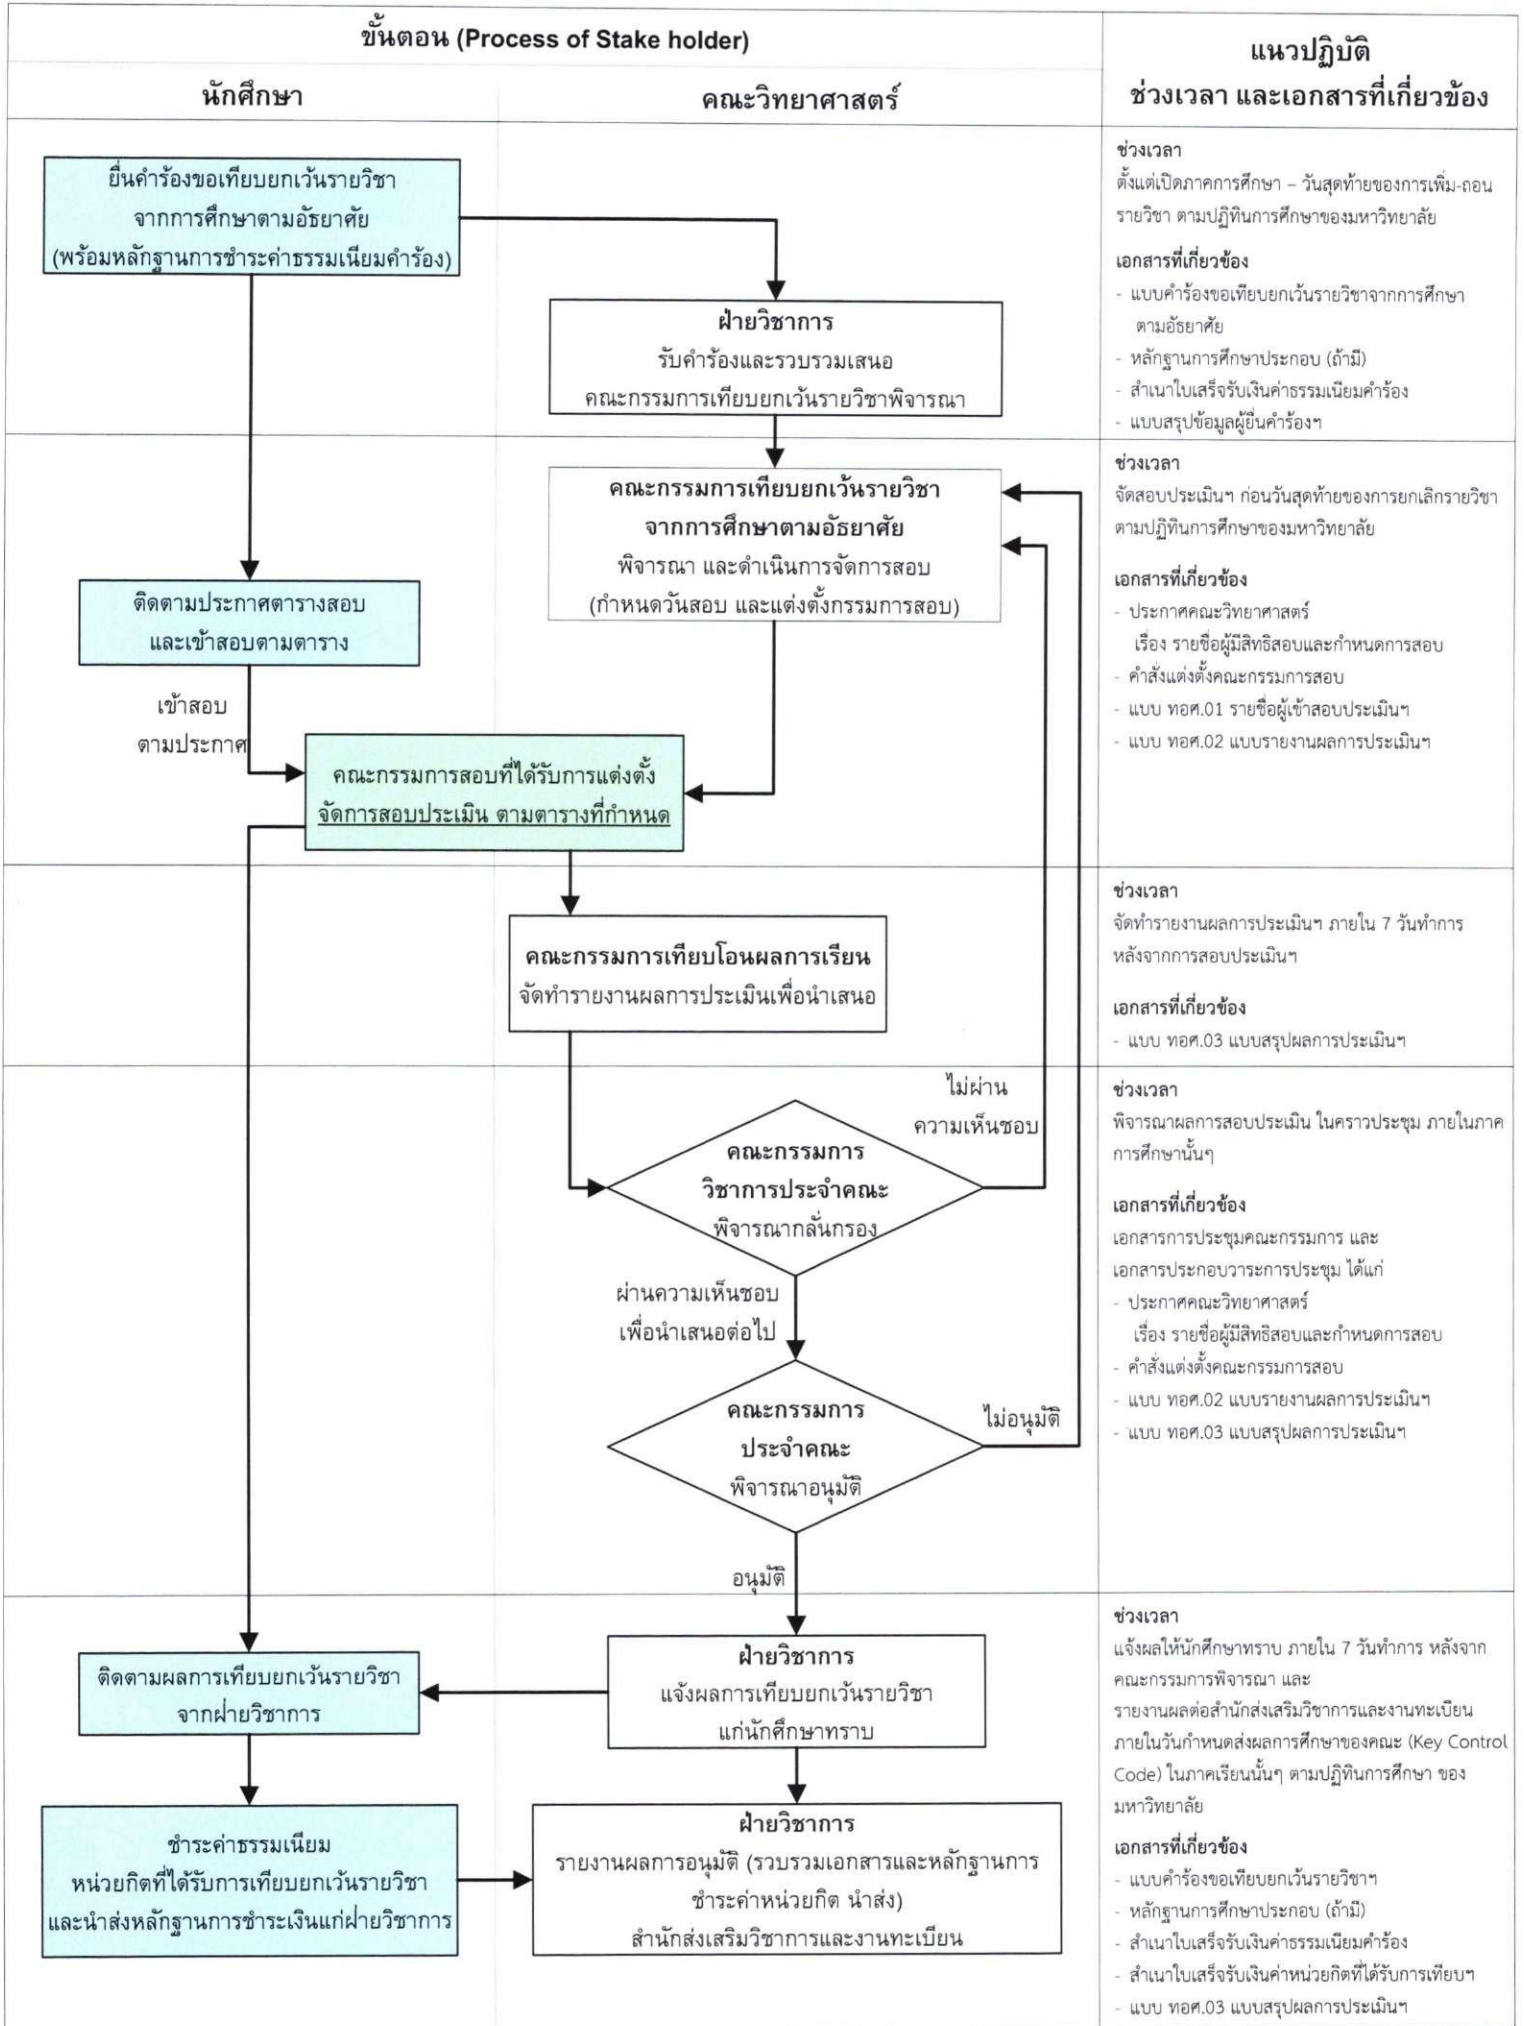 ขั้นตอน (Process of Stake holder)
แนวปฏิบัติ
ช่วงเวลา และเอกสารที่เกี่ยวข้อง
นักศึกษา
คณะวิทยาศาสตร์
ยื่นคำร้องขอเทียบยกเว้นรายวิชา
จากการศึกษาตามอัธยาศัย
(พร้อมหลักฐานการชำระค่าธรรมเนียมคำร้อง)
ฝ่ายวิชาการ
รับคำร้องและรวบรวมเสนอ
คณะกรรมการเทียบยกเว้นรายวิชาพิจารณา
ช่วงเวลา
ตั้งแต่เปิดภาคการศึกษา – วันสุดท้ายของการเพิ่ม-ถอน
รายวิชา ตามปฏิทินการศึกษาของมหาวิทยาลัย
เอกสารที่เกี่ยวข้อง
- แบบคำร้องขอเทียบยกเว้นรายวิชาจากการศึกษา
ตามอัธยาศัย
- หลักฐานการศึกษาประกอบ (ถ้ามี)
- สำเนาใบเสร็จรับเงินค่าธรรมเนียมคำร้อง
- แบบสรุปข้อมูลผู้ยื่นคำร้องฯ
คณะกรรมการเทียบยกเว้นรายวิชา
จากการศึกษาตามอัธยาศัย
พิจารณา และดำเนินการจัดการสอบ
(กำหนดวันสอบ และแต่งตั้งกรรมการสอบ)
ติดตามประกาศตารางสอบ
และเข้าสอบตามตาราง
เข้าสอบ
ตามประกาศ
คณะกรรมการสอบที่ได้รับการแต่งตั้ง
จัดการสอบประเมิน ตามตารางที่กำหนด
ช่วงเวลา
จัดสอบประเมินฯ ก่อนวันสุดท้ายของการยกเลิกรายวิชา
ตามปฏิทินการศึกษาของมหาวิทยาลัย
เอกสารที่เกี่ยวข้อง
- ประกาศคณะวิทยาศาสตร์
เรื่อง รายชื่อผู้มีสิทธิสอบและกำหนดการสอบ
- คำสั่งแต่งตั้งคณะกรรมการสอบ
- แบบ ทอศ.01 รายชื่อผู้เข้าสอบประเมินฯ
- แบบ ทอศ.02 แบบรายงานผลการประเมินฯ
คณะกรรมการเทียบโอนผลการเรียน
จัดทำรายงานผลการประเมินเพื่อนำเสนอ
ช่วงเวลา
จัดทำรายงานผลการประเมินฯ ภายใน 7 วันทำการ
หลังจากการสอบประเมินฯ
เอกสารที่เกี่ยวข้อง
- แบบ ทอศ.03 แบบสรุปผลการประเมินฯ
ไม่ผ่าน
ความเห็นชอบ
คณะกรรมการ
วิชาการประจำคณะ
พิจารณากลั่นกรอง
ผ่านความเห็นชอบ
เพื่อนำเสนอต่อไป
คณะกรรมการ
ประจำคณะ
พิจารณาอนุมัติ
ไม่อนุมัติ
อนุมัติ
ช่วงเวลา
พิจารณาผลการสอบประเมิน ในคราวประชุม ภายในภาค
การศึกษานั้นๆ
เอกสารที่เกี่ยวข้อง
เอกสารการประชุมคณะกรรมการ และ
เอกสารประกอบวาระการประชุม ได้แก่
- ประกาศคณะวิทยาศาสตร์
เรื่อง รายชื่อผู้มีสิทธิสอบและกำหนดการสอบ
- คำสั่งแต่งตั้งคณะกรรมการสอบ
- แบบ ทอศ.02 แบบรายงานผลการประเมินฯ
- แบบ ทอศ.03 แบบสรุปผลการประเมินฯ
ติดตามผลการเทียบยกเว้นรายวิชา
จากฝ่ายวิชาการ
ฝ่ายวิชาการ
แจ้งผลการเทียบยกเว้นรายวิชา
แก่นักศึกษาทราบ
ชำระค่าธรรมเนียม
หน่วยกิตที่ได้รับการเทียบยกเว้นรายวิชา
และนำส่งหลักฐานการชำระเงินแก่ฝ่ายวิชาการ
ฝ่ายวิชาการ
รายงานผลการอนุมัติ (รวบรวมเอกสารและหลักฐานการ
ชำระค่าหน่วยกิต นำส่ง)
สำนักส่งเสริมวิชาการและงานทะเบียน
ช่วงเวลา
แจ้งผลให้นักศึกษาทราบ ภายใน 7 วันทำการ หลังจาก
คณะกรรมการพิจารณา และ
รายงานผลต่อสำนักส่งเสริมวิชาการและงานทะเบียน
ภายในวันกำหนดส่งผลการศึกษาของคณะ (Key Control
Code) ในภาคเรียนนั้นๆ ตามปฏิทินการศึกษา ของ
มหาวิทยาลัย
เอกสารที่เกี่ยวข้อง
- แบบคำร้องขอเทียบยกเว้นรายวิชาฯ
- หลักฐานการศึกษาประกอบ (ถ้ามี)
- สำเนาใบเสร็จรับเงินค่าธรรมเนียมคำร้อง
- สำเนาใบเสร็จรับเงินค่าหน่วยกิตที่ได้รับการเทียบฯ
- แบบ ทอศ.03 แบบสรุปผลการประเมินฯ